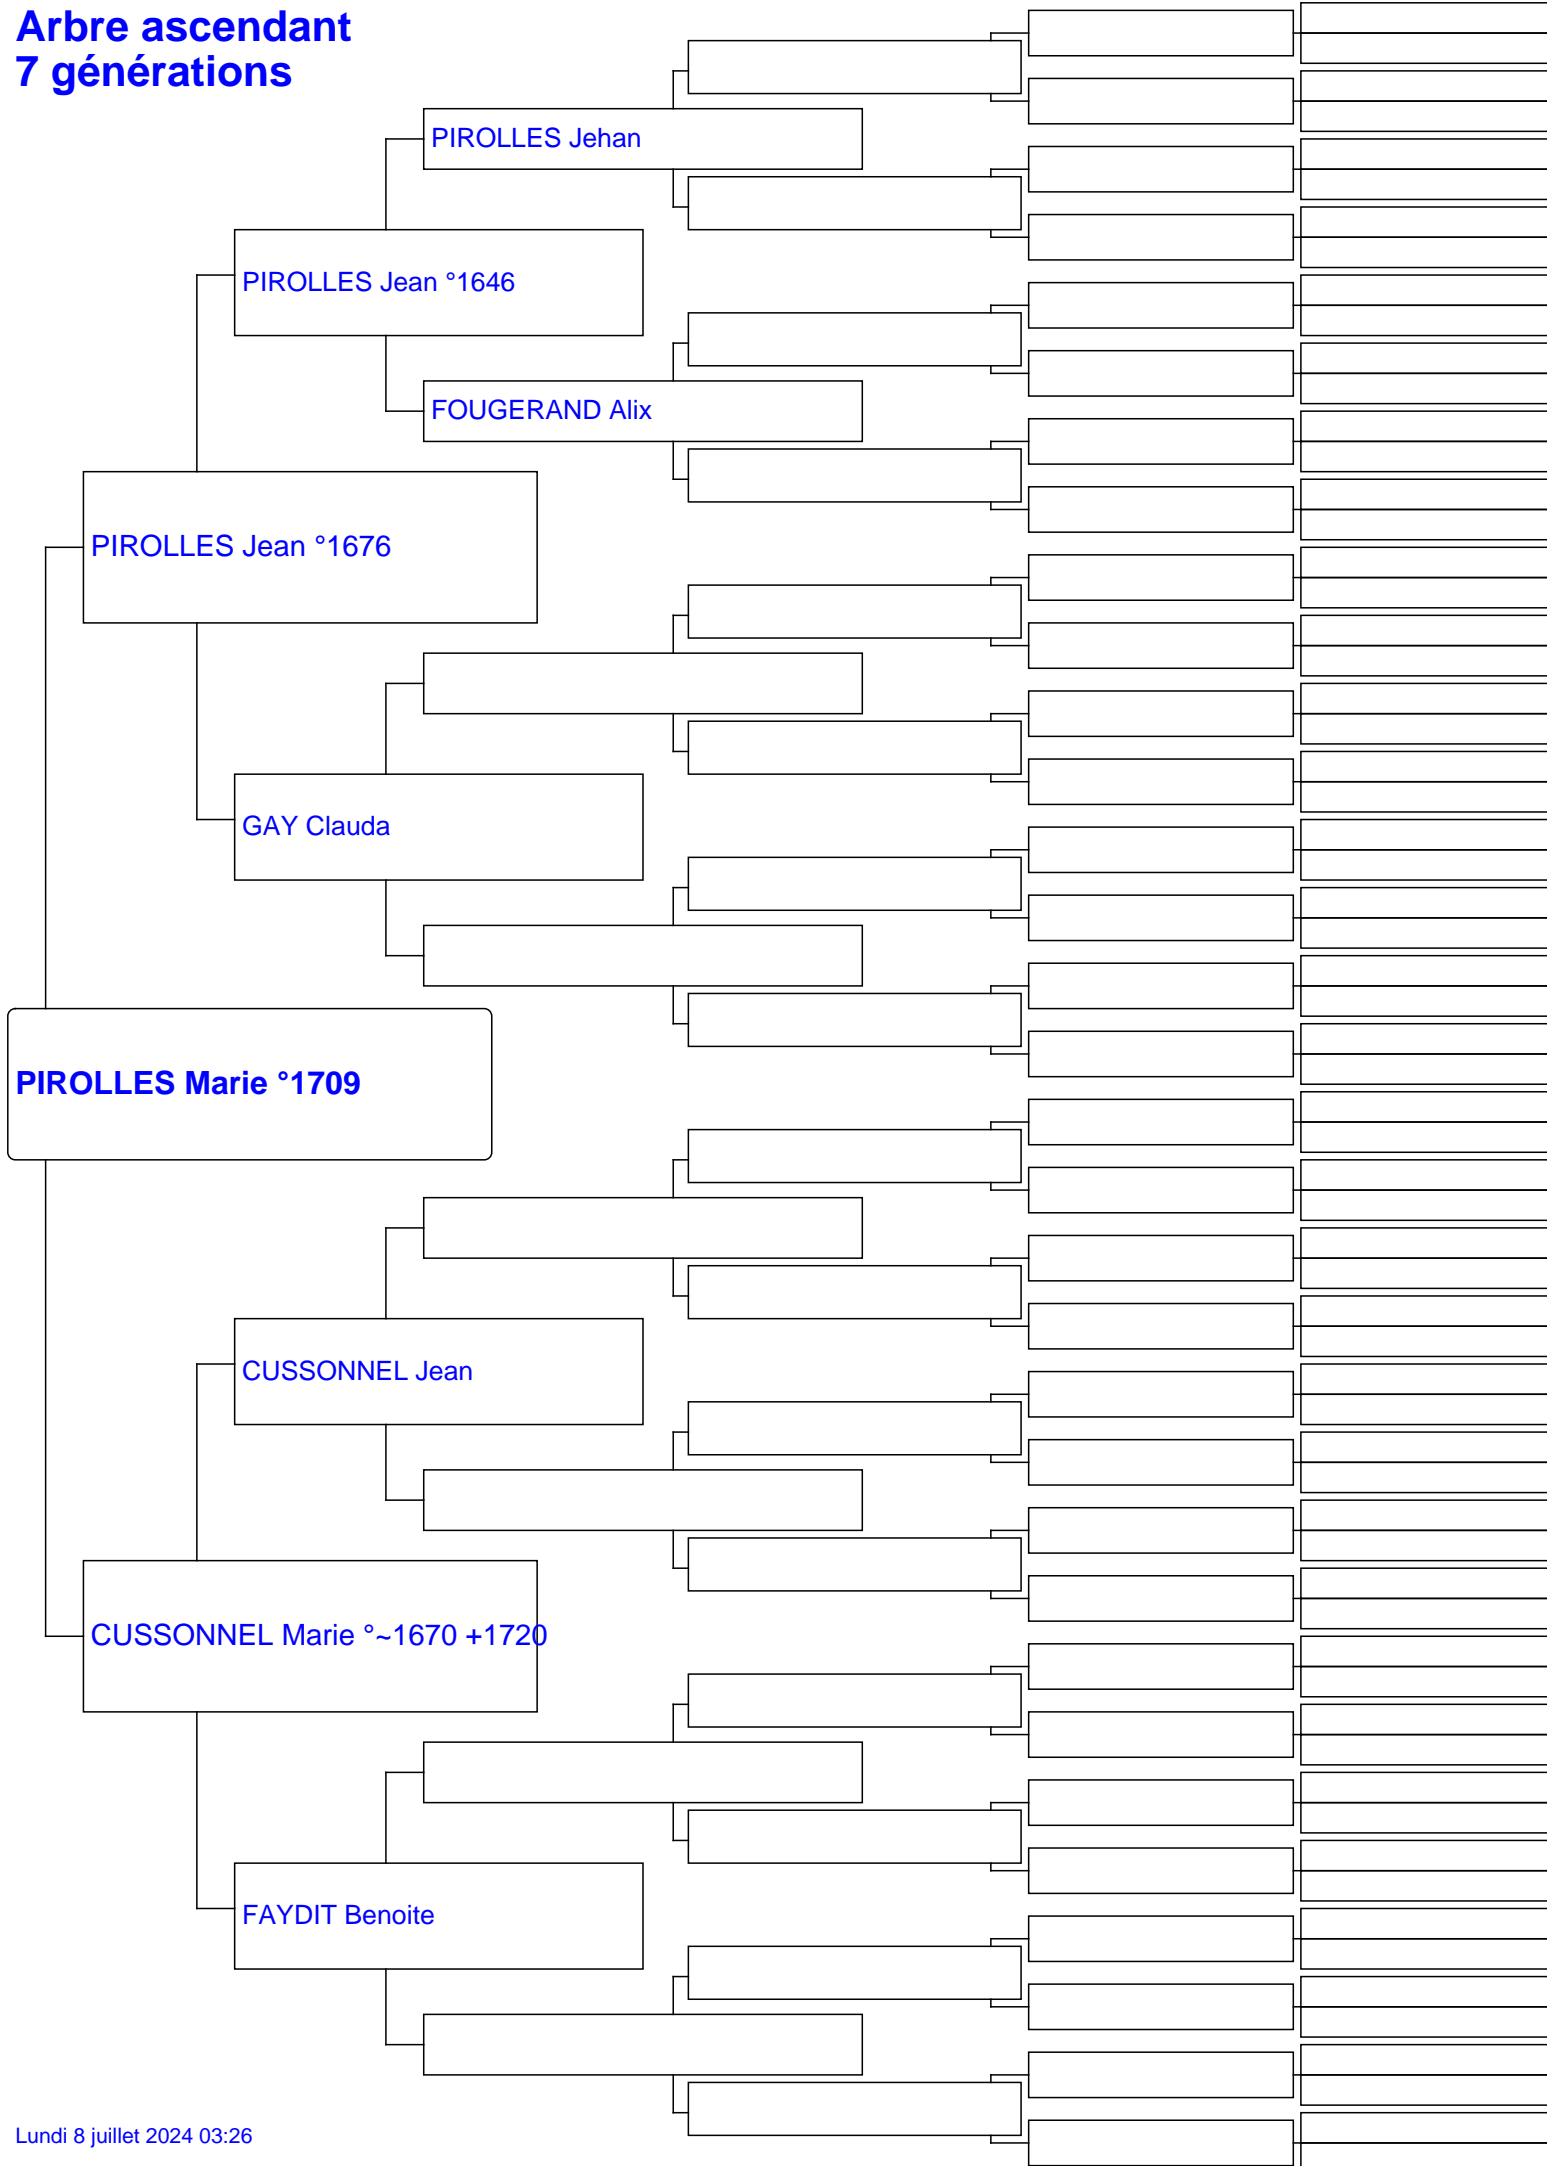 Arbre ascendant
7 générations
PIROLLES Jehan
PIROLLES Jean °1646
FOUGERAND Alix
PIROLLES Jean °1676
GAY Clauda
PIROLLES Marie °1709
CUSSONNEL Jean
CUSSONNEL Marie °~1670 +1720
FAYDIT Benoite
Lundi 8 juillet 2024 03:26